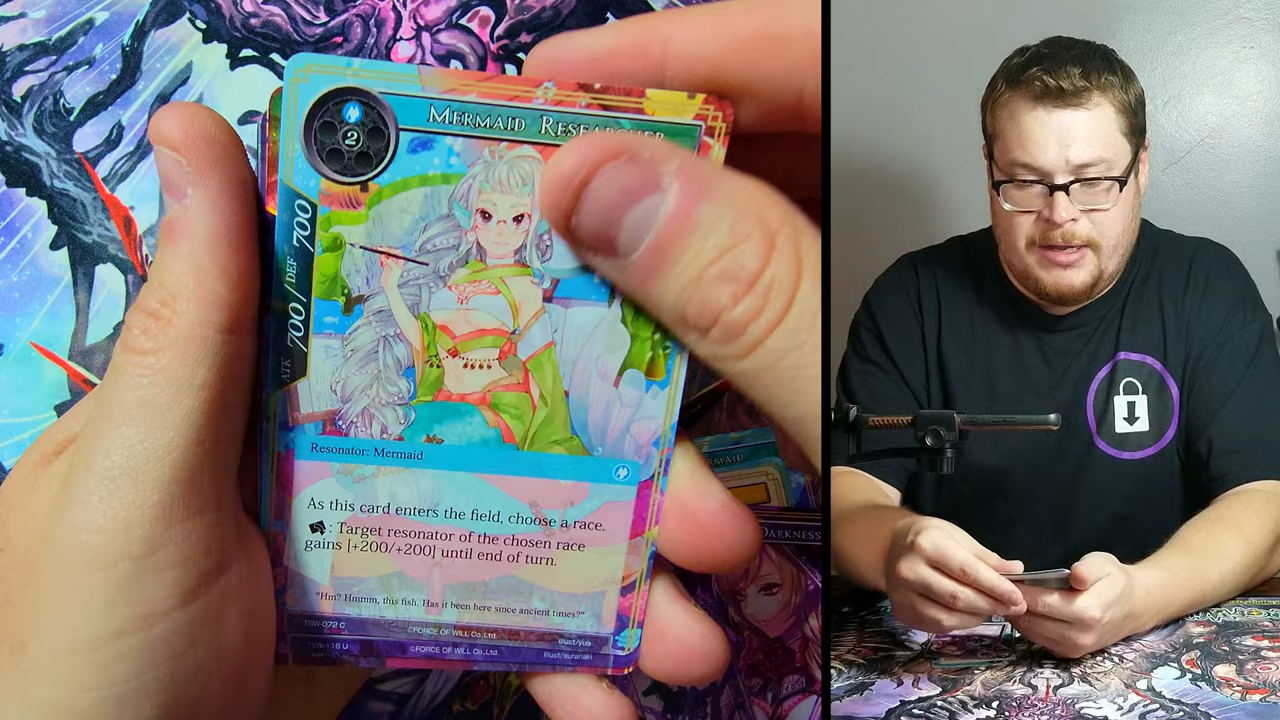 2
MERMAID RESEARCHER
ATK 700 / DEF 700
Resonator: Mermaid
As this card enters the field, choose a race.
: Target resonator of the chosen race
gains [+200/+200] until end of turn.
"Hm? Hmmm, this fish. Has it been here since ancient times?"
TSW-072 C ©FORCE OF WILL Co.,Ltd.
TSW-116 U ©FORCE OF WILL Co.,Ltd.
MERMAID
DARKNESS